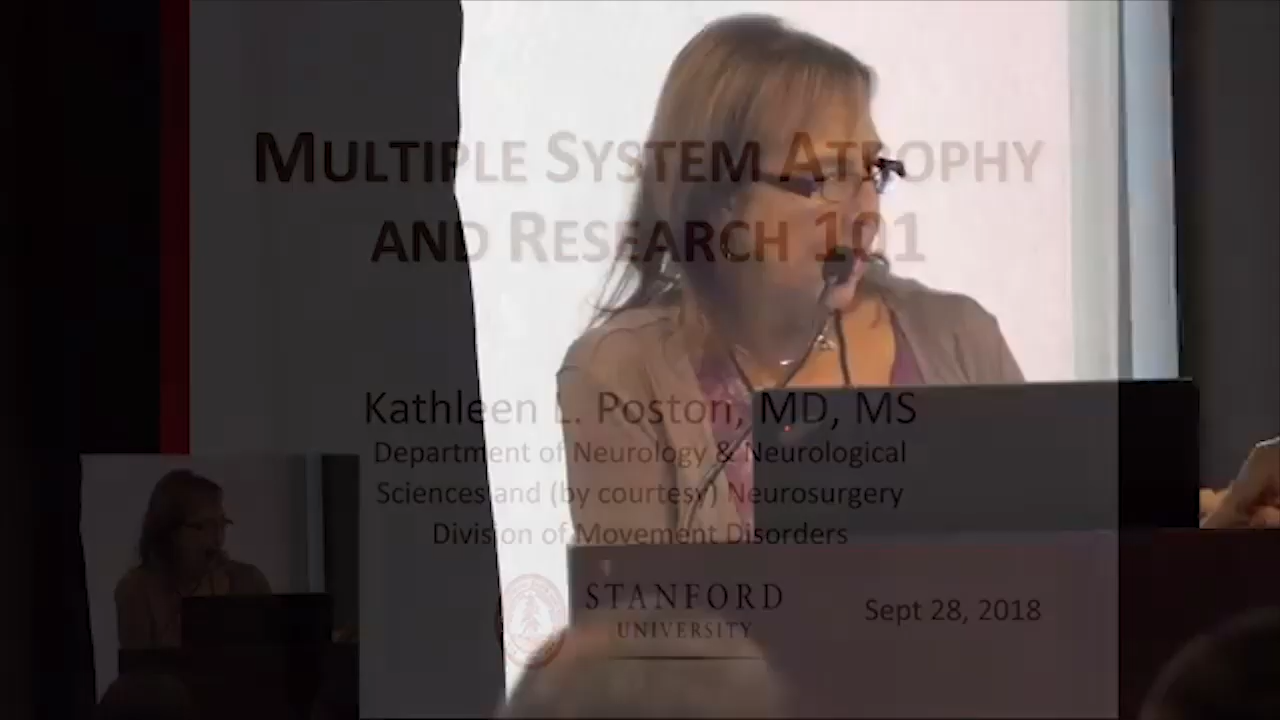 MULTIPLE SYSTEM ATROPHY
AND RESEARCH 101
Kathleen L. Poston, MD, MS
Department of Neurology & Neurological
Sciences and (by courtesy) Neurosurgery
Division of Movement Disorders
STANFORD
UNIVERSITY
Sept 28, 2018